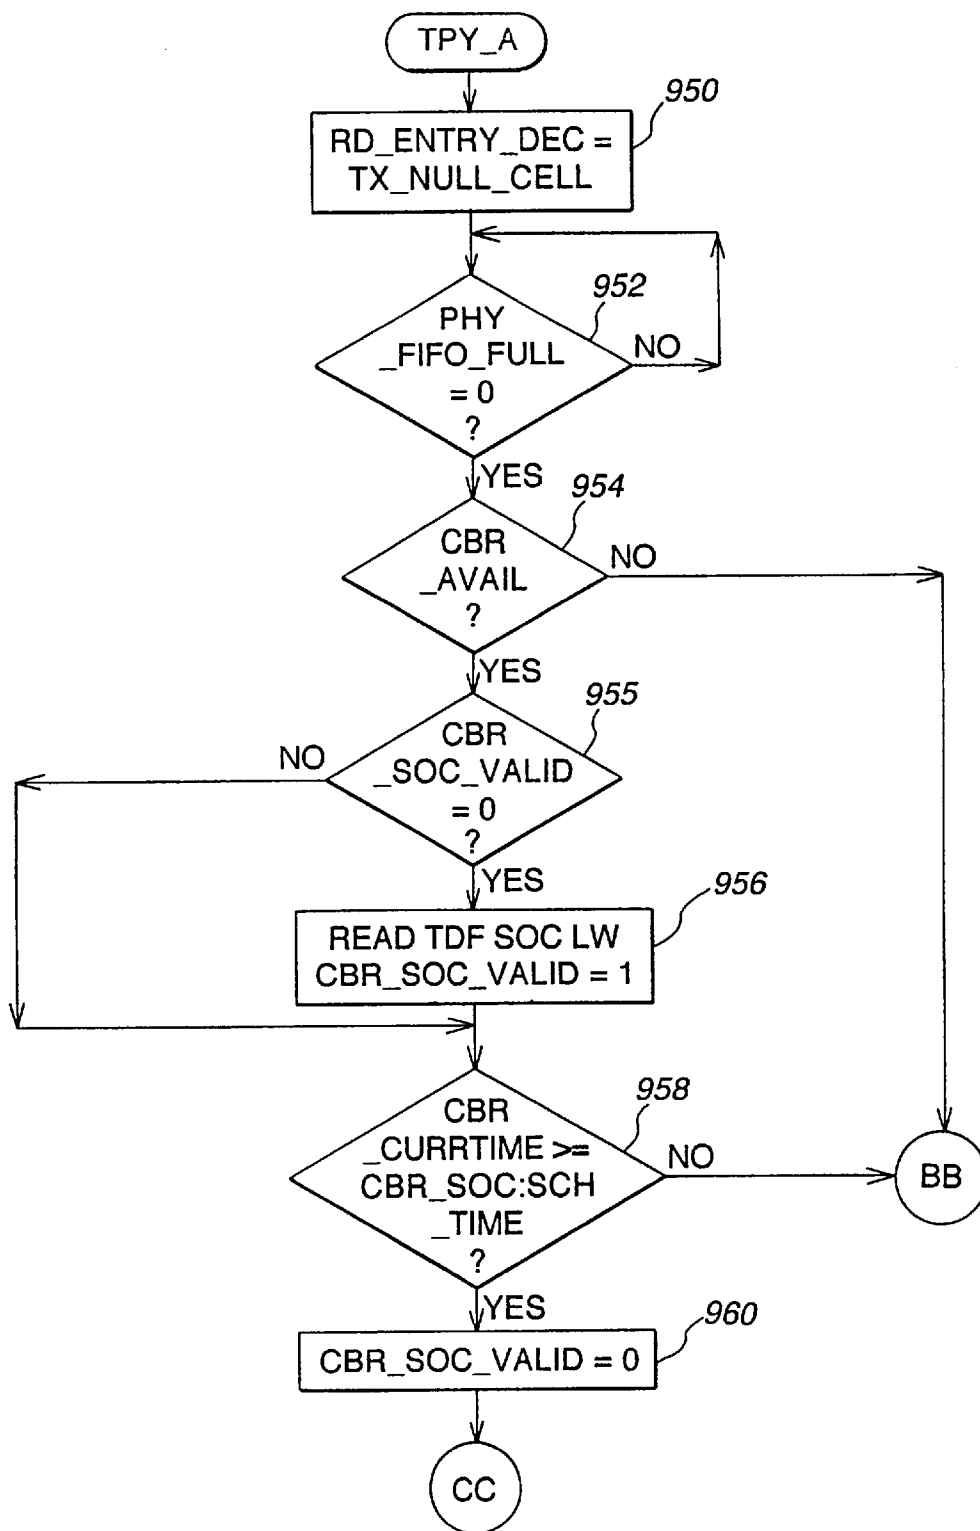 TPY_A
950
RD_ENTRY_DEC =
TX_NULL_CELL
952
PHY
_FIFO_FULL
= 0
?
NO
YES
954
CBR
_AVAIL
?
NO
YES
955
CBR
_SOC_VALID
= 0
?
NO
YES
956
READ TDF SOC LW
CBR_SOC_VALID = 1
958
CBR
_CURRTIME >=
CBR_SOC:SCH
_TIME
?
NO
BB
YES
960
CBR_SOC_VALID = 0
CC